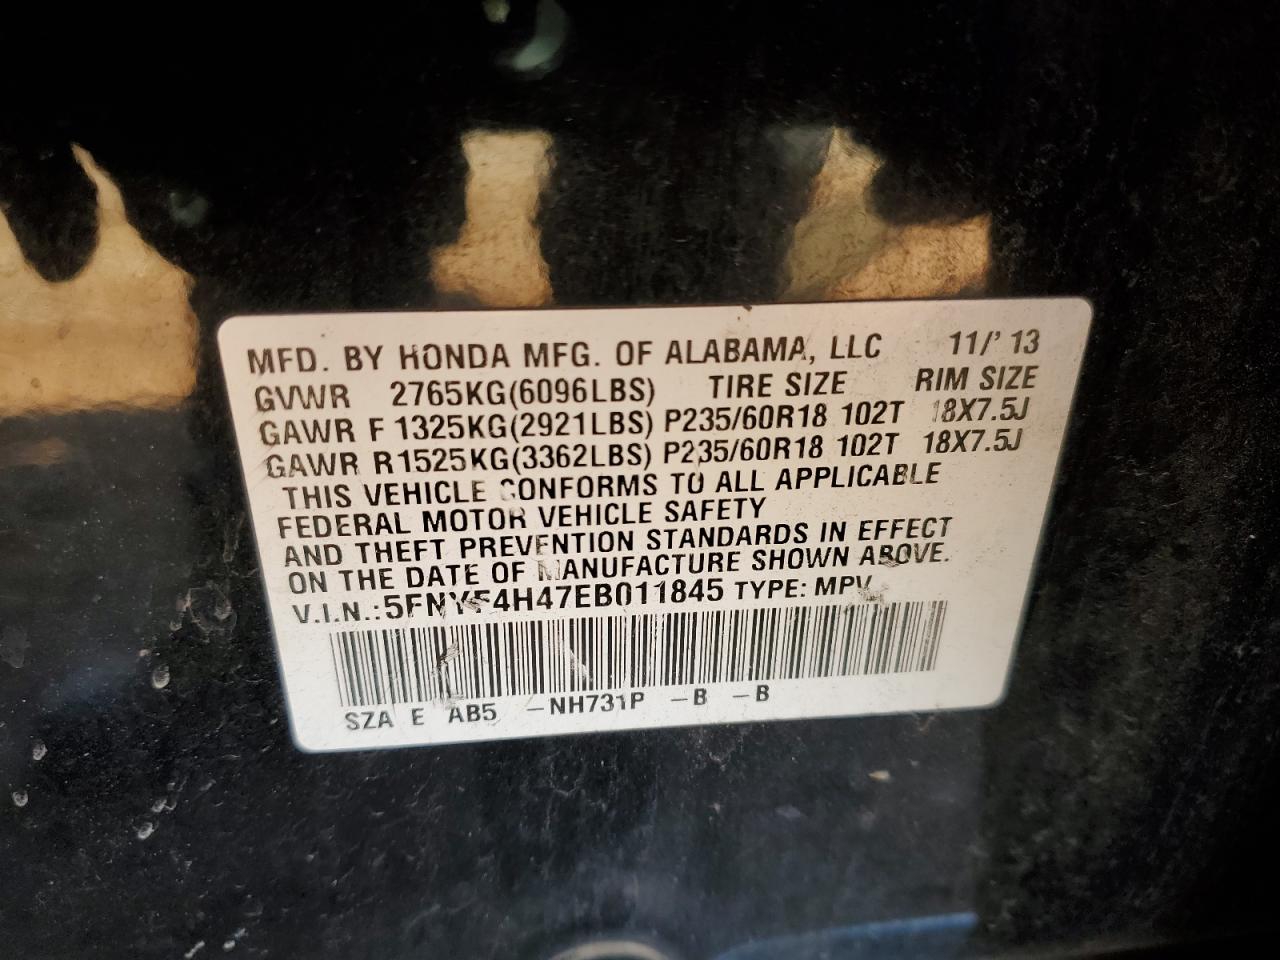 MFD. BY HONDA MFG. OF ALABAMA, LLC 11/' 13
GVWR 2765KG(6096LBS) TIRE SIZE RIM SIZE
GAWR F 1325KG(2921LBS) P235/60R18 102T 18X7.5J
GAWR R1525KG(3362LBS) P235/60R18 102T 18X7.5J
THIS VEHICLE CONFORMS TO ALL APPLICABLE
FEDERAL MOTOR VEHICLE SAFETY
AND THEFT PREVENTION STANDARDS IN EFFECT
ON THE DATE OF MANUFACTURE SHOWN ABOVE.
V.I.N.: 5FNYF4H47EB011845 TYPE: MPV
SZA E AB5 -NH731P -B -B